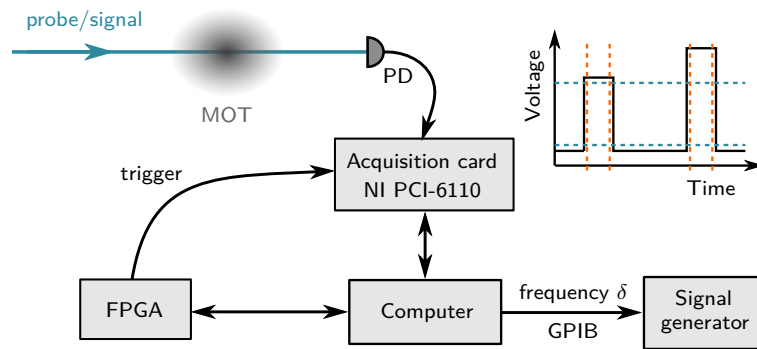 probe/signal
PD
MOT
Voltage
Time
Acquisition card
NI PCI-6110
trigger
FPGA
Computer
frequency δ
GPIB
Signal
generator